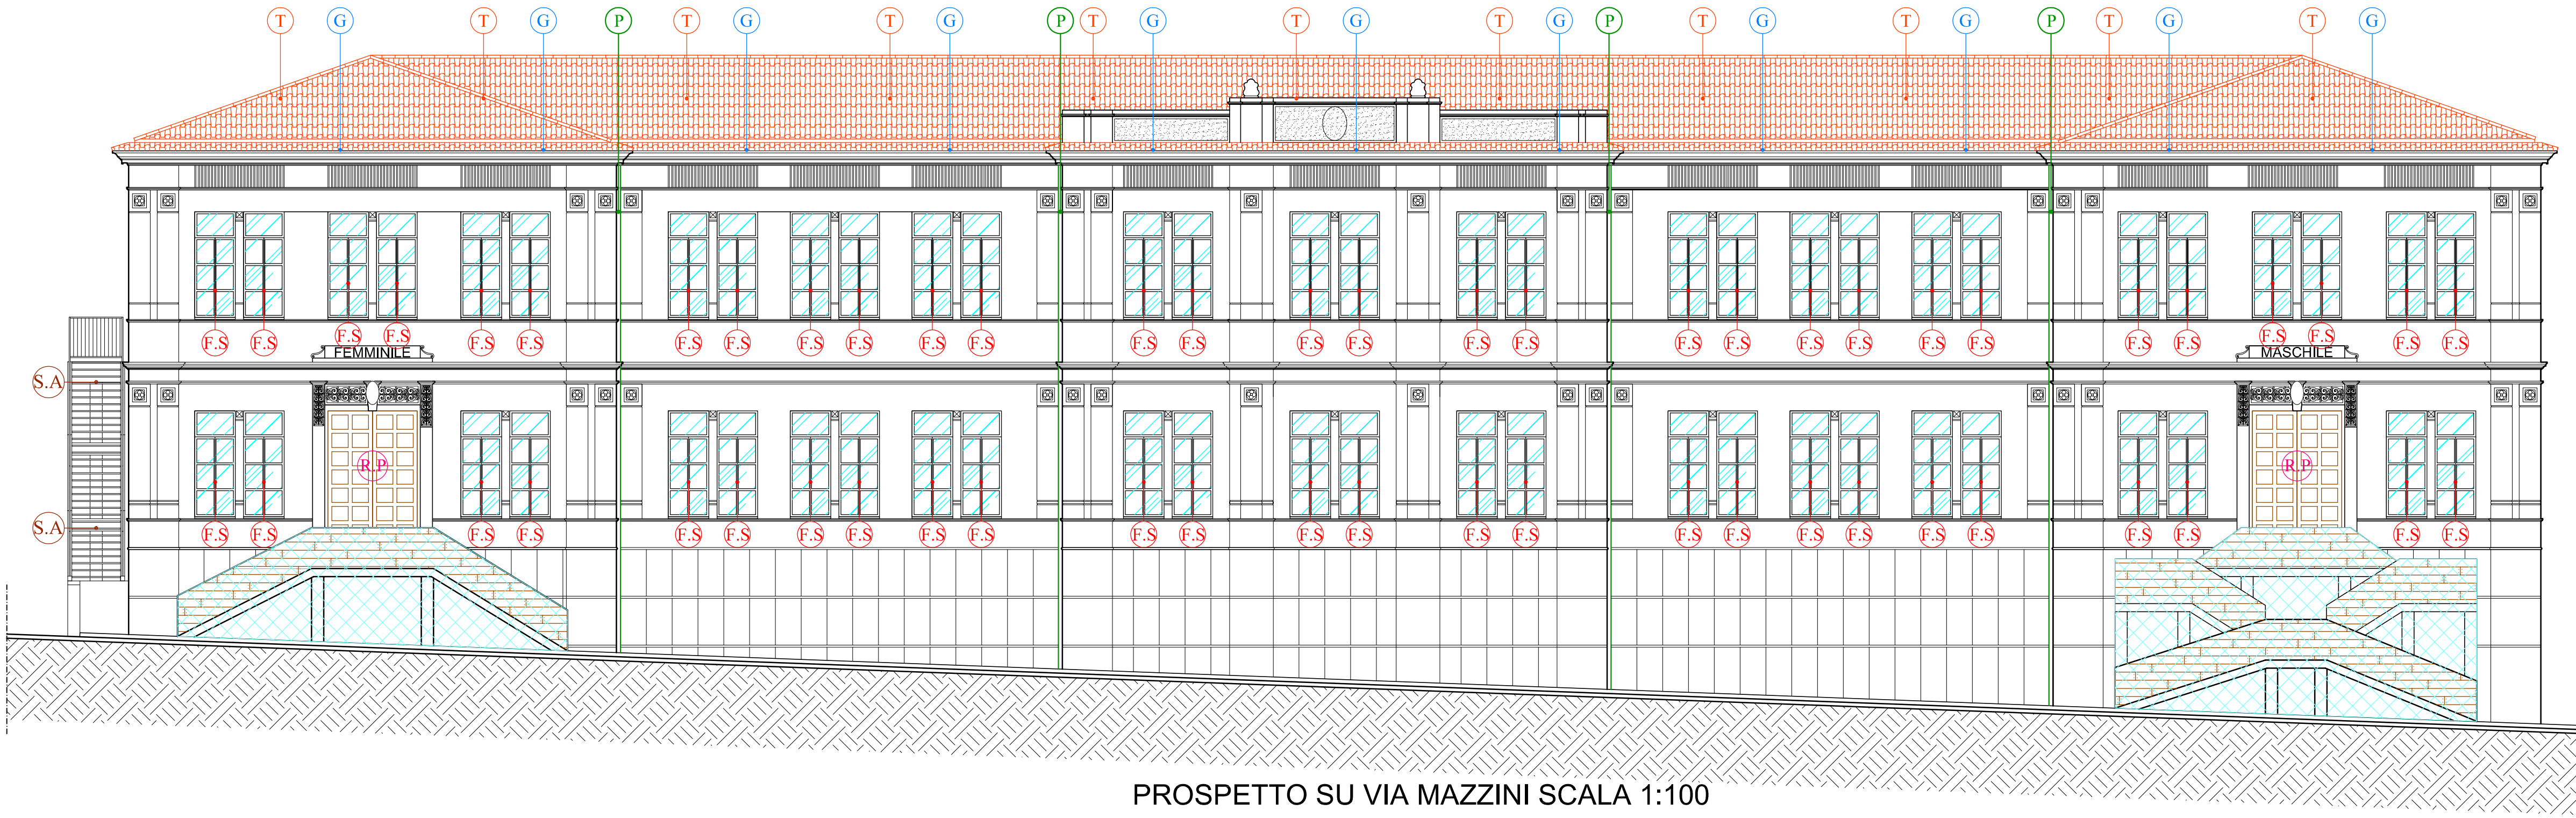 T G T G P T G T G P T G T G T G P T G T G P T G T G
F.S F.S F.S F.S F.S F.S F.S F.S F.S F.S F.S F.S F.S F.S F.S F.S F.S F.S F.S F.S F.S F.S F.S F.S F.S F.S F.S F.S F.S F.S
FEMMINILE MASCHILE
S.A
R.P R.P
S.A
F.S F.S F.S F.S F.S F.S F.S F.S F.S F.S F.S F.S F.S F.S F.S F.S F.S F.S F.S F.S F.S F.S F.S F.S F.S F.S
PROSPETTO SU VIA MAZZINI SCALA 1:100